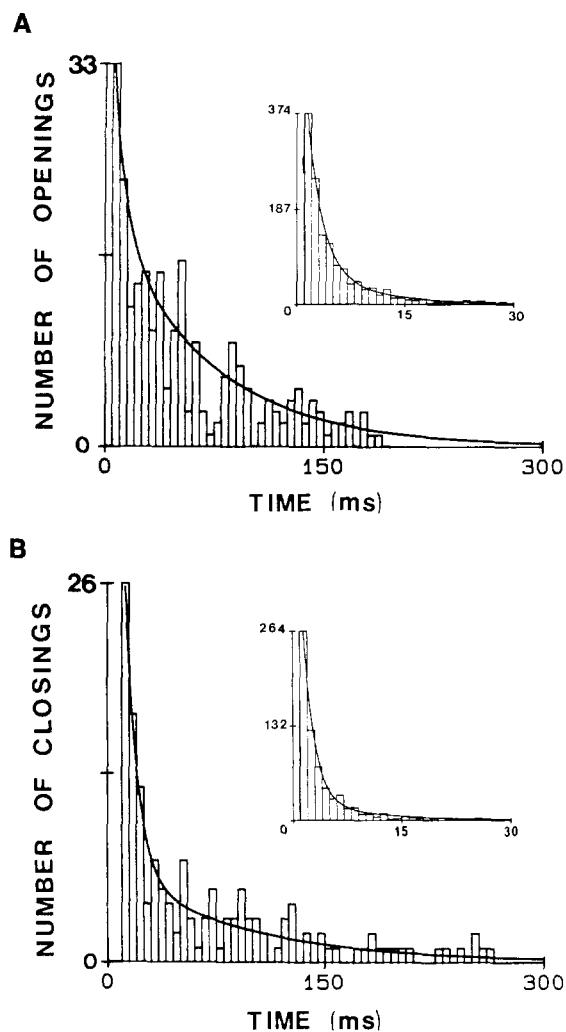 A
NUMBER OF OPENINGS
33
0
0 150 300
TIME (ms)
374
187
0 15 30
B
NUMBER OF CLOSINGS
26
0
0 150 300
TIME (ms)
264
132
0 15 30